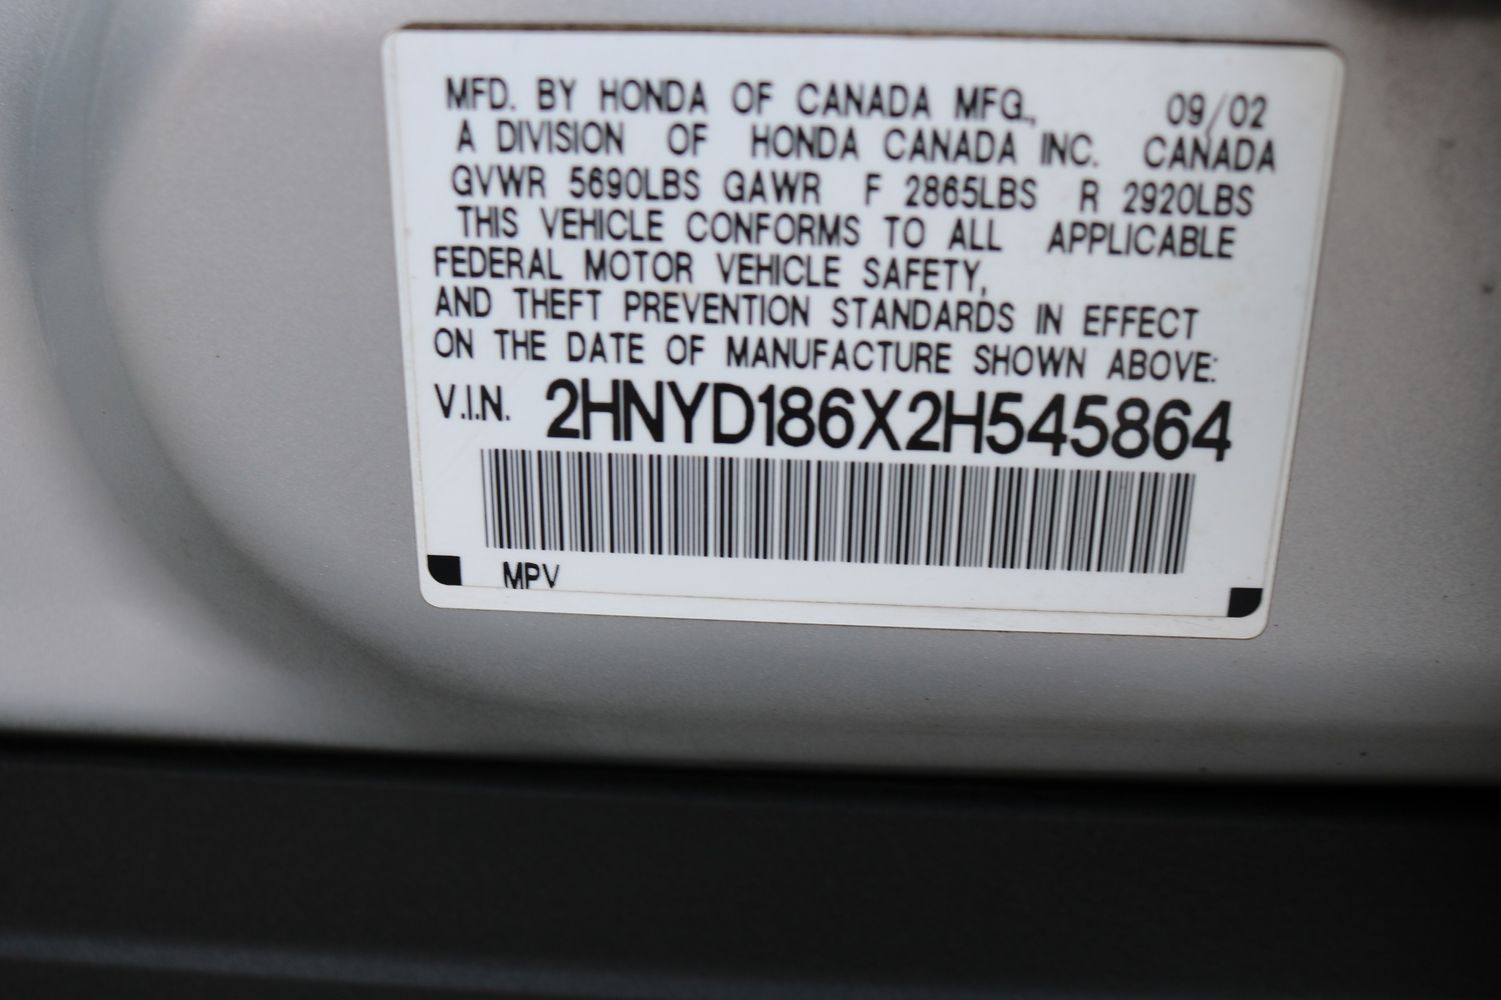 MFD. BY HONDA OF CANADA MFG., 09/02
A DIVISION OF HONDA CANADA INC. CANADA
GVWR 5690LBS GAWR F 2865LBS R 2920LBS
THIS VEHICLE CONFORMS TO ALL APPLICABLE
FEDERAL MOTOR VEHICLE SAFETY,
AND THEFT PREVENTION STANDARDS IN EFFECT
ON THE DATE OF MANUFACTURE SHOWN ABOVE:
V.I.N. 2HNYD186X2H545864
MPV